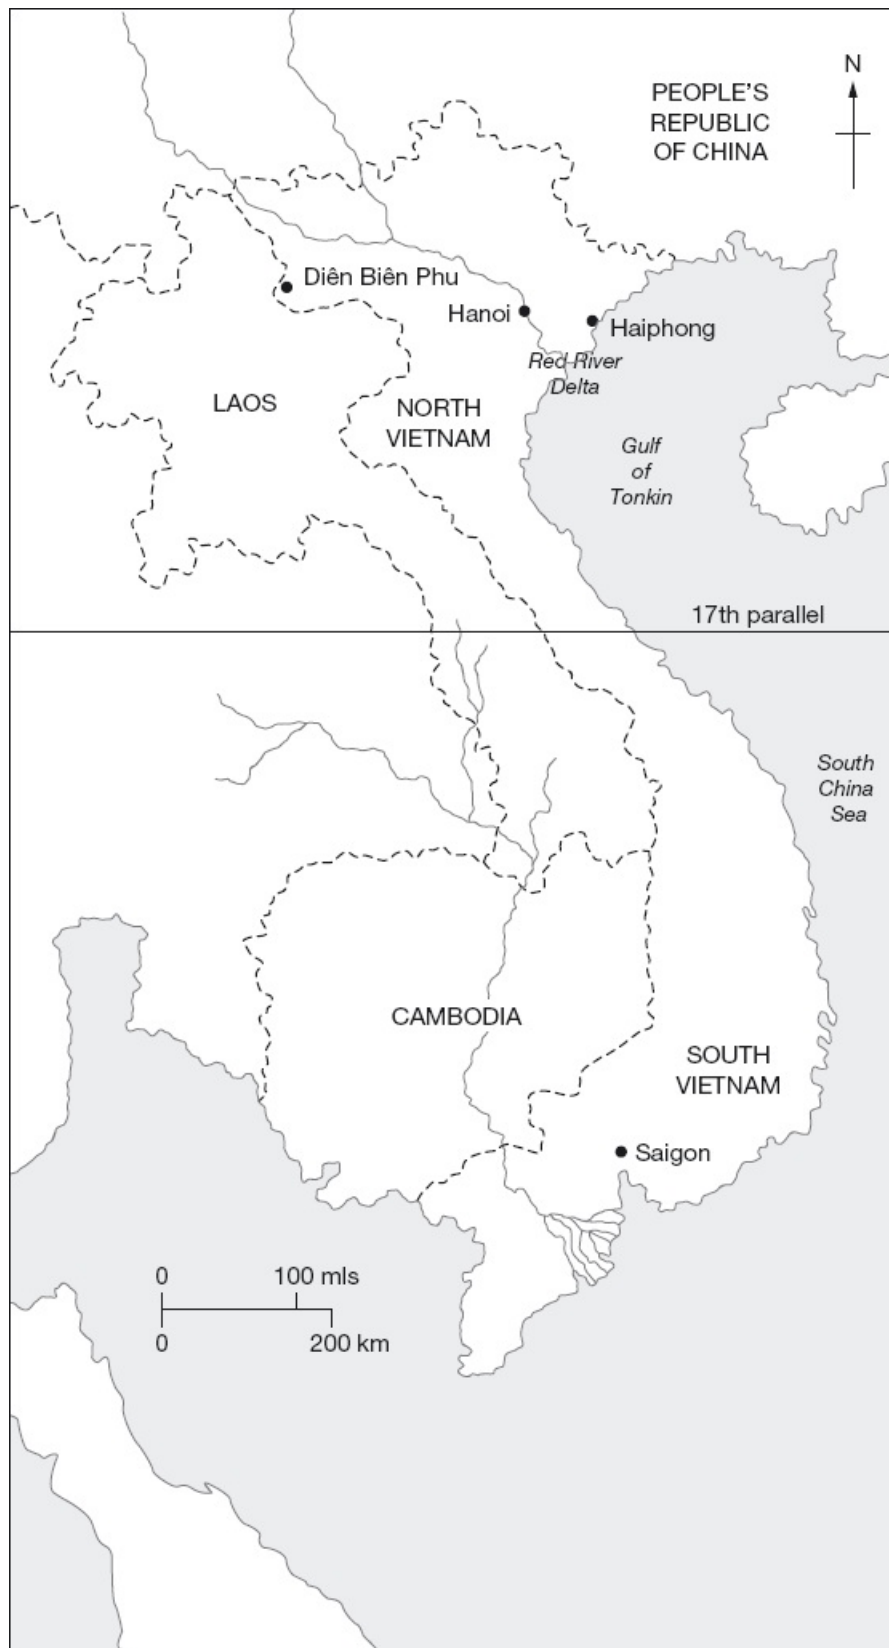 PEOPLE'S
REPUBLIC
OF CHINA
N
Diên Biên Phu
Hanoi
Haiphong
Red River
Delta
LAOS
NORTH
VIETNAM
Gulf
of
Tonkin
17th parallel
South
China
Sea
CAMBODIA
SOUTH
VIETNAM
Saigon
0 100 mls
0 200 km